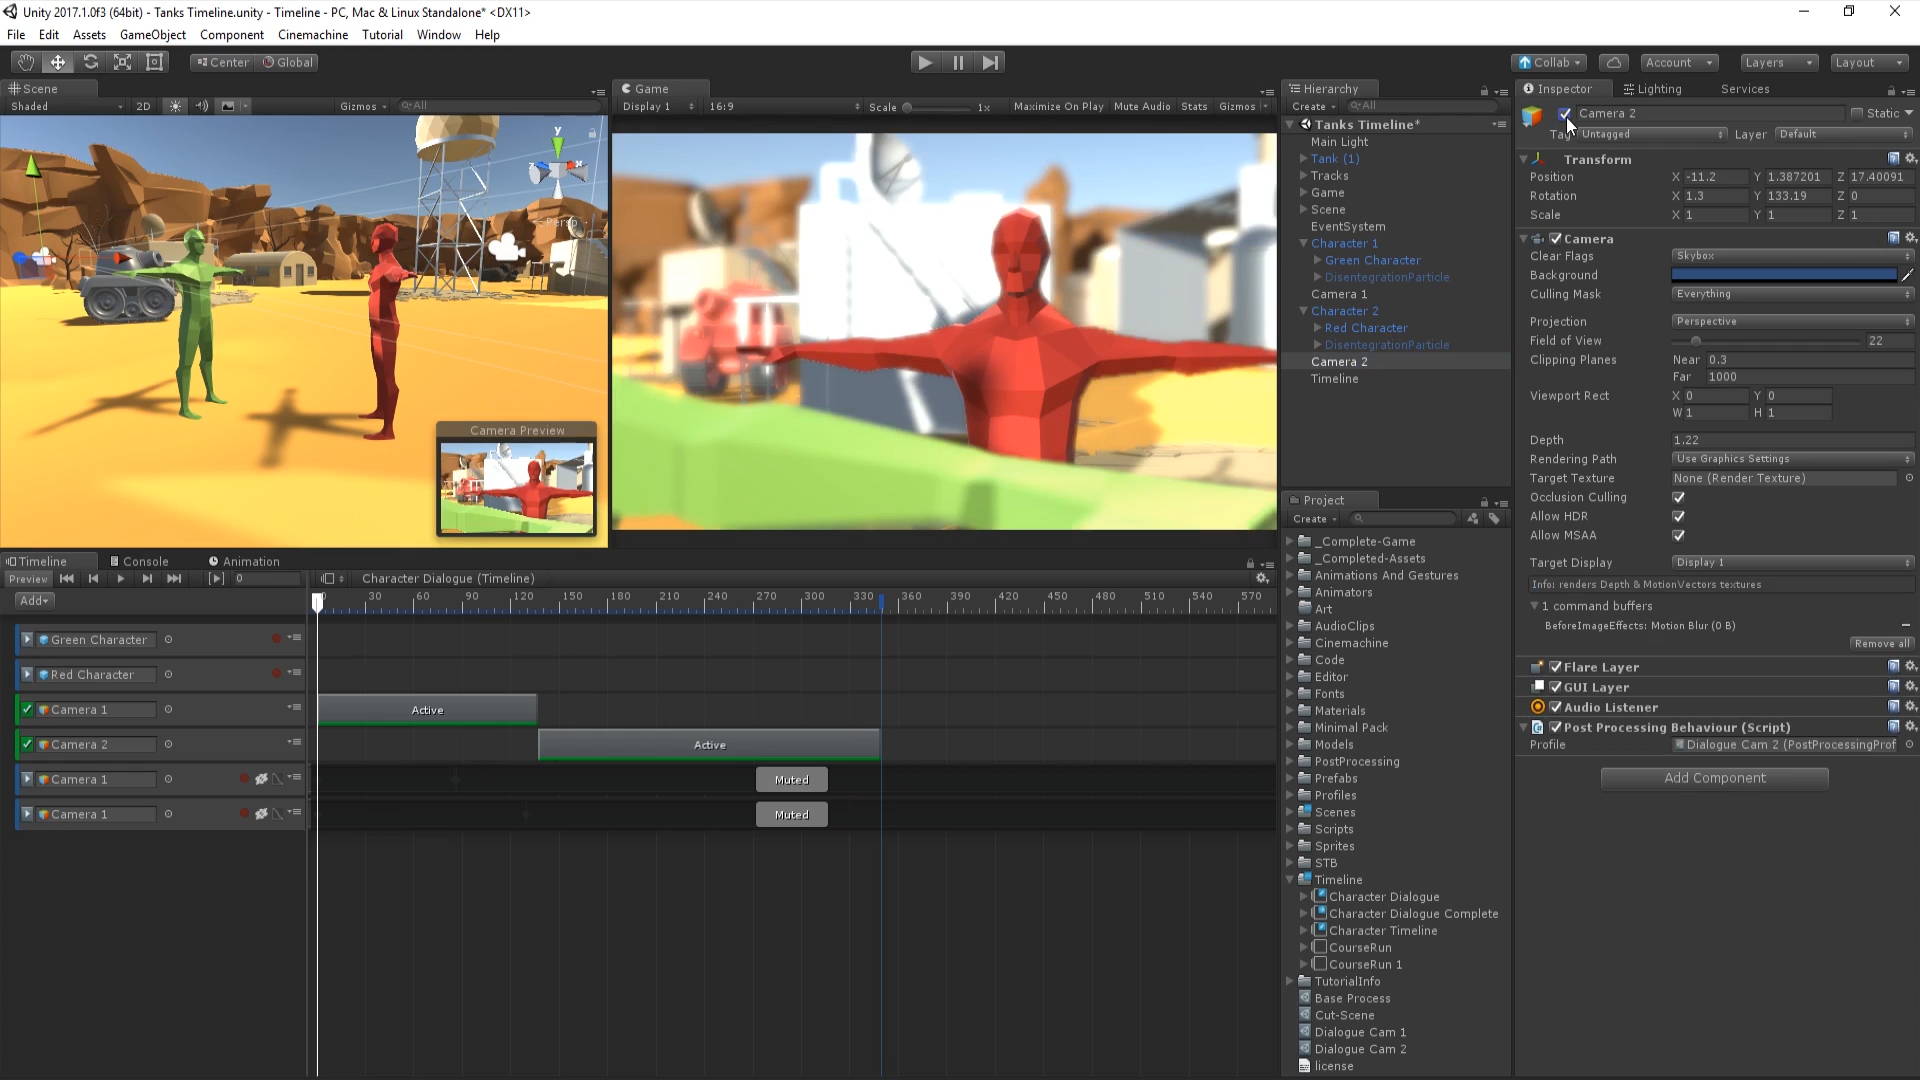 Unity 2017.1.0f3 (64bit) - Tanks Timeline.unity - Timeline - PC, Mac & Linux Standalone* <DX11>
File Edit Assets GameObject Component Cinemachine Tutorial Window Help
Center Global
Collab Account Layers Layout
Scene
Shaded 2D Gizmos All
y
x
z
Persp
Camera Preview
Game
Display 1 16:9 Scale 1x Maximize On Play Mute Audio Stats Gizmos
Hierarchy
Create All
Tanks Timeline*
Main Light
Tank (1)
Tracks
Game
Scene
EventSystem
Character 1
Green Character
DisentegrationParticle
Camera 1
Character 2
Red Character
DisentegrationParticle
Camera 2
Timeline
Project
Create
_Complete-Game
_Completed-Assets
Animations And Gestures
Animators
Art
AudioClips
Cinemachine
Code
Editor
Fonts
Materials
Minimal Pack
Models
PostProcessing
Prefabs
Profiles
Scenes
Scripts
Sprites
STB
Timeline
Character Dialogue
Character Dialogue Complete
Character Timeline
CourseRun
CourseRun 1
TutorialInfo
Base Process
Cut-Scene
Dialogue Cam 1
Dialogue Cam 2
license
Inspector Lighting Services
Camera 2 Static
Tag Untagged Layer Default
Transform
Position X -11.2 Y 1.387201 Z 17.40091
Rotation X 1.3 Y 133.19 Z 0
Scale X 1 Y 1 Z 1
Camera
Clear Flags Skybox
Background
Culling Mask Everything
Projection Perspective
Field of View 22
Clipping Planes Near 0.3
Far 1000
Viewport Rect X 0 Y 0
W 1 H 1
Depth 1.22
Rendering Path Use Graphics Settings
Target Texture None (Render Texture)
Occlusion Culling
Allow HDR
Allow MSAA
Target Display Display 1
Info: renders Depth & MotionVectors textures
1 command buffers
BeforeImageEffects: Motion Blur (0 B)
Remove all
Flare Layer
GUI Layer
Audio Listener
Post Processing Behaviour (Script)
Profile Dialogue Cam 2 (PostProcessingProf
Add Component
Timeline Console Animation
Preview 0 Character Dialogue (Timeline)
Add
30 60 90 120 150 180 210 240 270 300 330 360 390 420 450 480 510 540 570
Green Character
Red Character
Camera 1 Active
Camera 2 Active
Camera 1 Muted
Camera 1 Muted